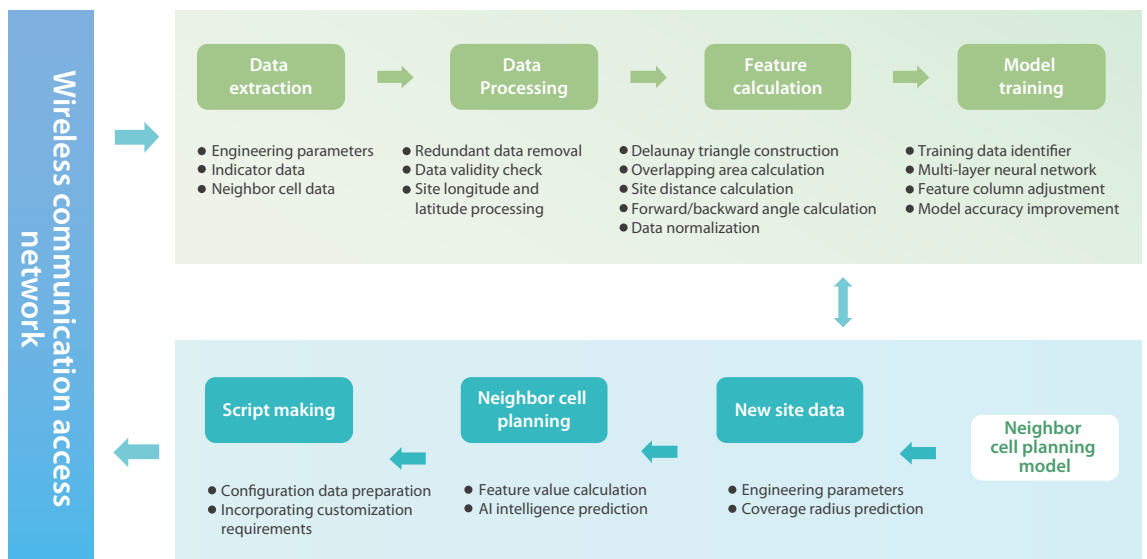 Wireless communication access
network
Data
extraction
Data
Processing
Feature
calculation
Model
training
● Engineering parameters
● Indicator data
● Neighbor cell data
● Redundant data removal
● Data validity check
● Site longitude and
latitude processing
● Delaunay triangle construction
● Overlapping area calculation
● Site distance calculation
● Forward/backward angle calculation
● Data normalization
● Training data identifier
● Multi-layer neural network
● Feature column adjustment
● Model accuracy improvement
Script making
Neighbor cell
planning
New site data
Neighbor
cell planning
model
● Configuration data preparation
● Incorporating customization
requirements
● Feature value calculation
● AI intelligence prediction
● Engineering parameters
● Coverage radius prediction